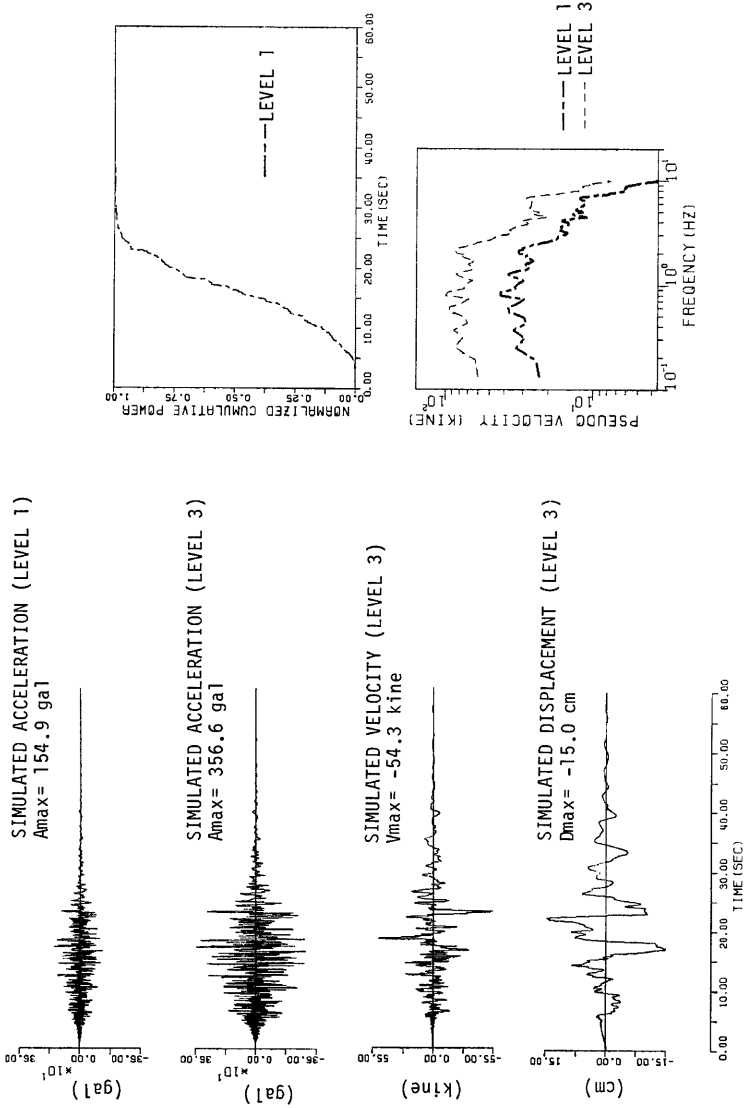 SIMULATED ACCELERATION (LEVEL 1)
Amax= 154.9 gal
36.00
0.00
-36.00
×10¹
(gal)
SIMULATED ACCELERATION (LEVEL 3)
Amax= 356.6 gal
36.00
0.00
-36.00
×10¹
(gal)
SIMULATED VELOCITY (LEVEL 3)
Vmax= -54.3 kine
55.00
0.00
-55.00
(kine)
SIMULATED DISPLACEMENT (LEVEL 3)
Dmax= -15.0 cm
15.00
0.00
-15.00
(cm)
0.00 10.00 20.00 30.00 40.00 50.00 60.00
TIME(SEC)
NORMALIZED CUMULATIVE POWER
1.00
0.75
0.50
0.25
0.00
LEVEL 1
0.00 10.00 20.00 30.00 40.00 50.00 60.00
TIME(SEC)
PSEUDO VELOCITY (KINE)
10²
10¹
10⁻¹ 10⁰ 10¹
FREQENCY(HZ)
LEVEL 1
LEVEL 3